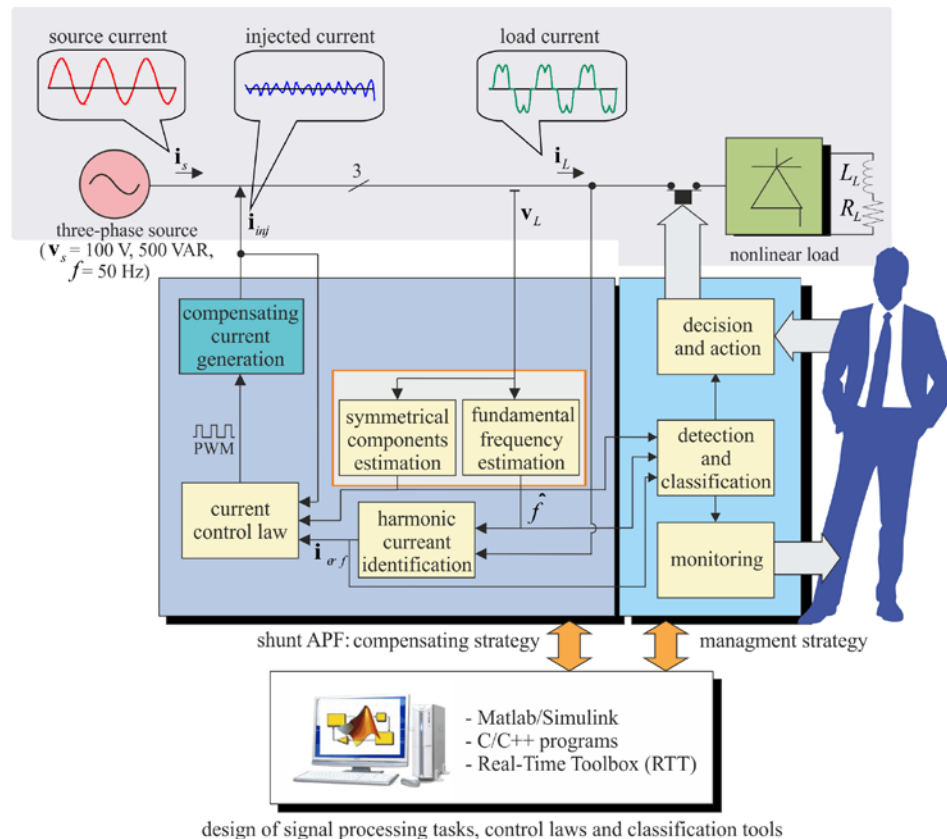 source current
injected current
load current
i_s
i_L
3
i_inj
v_L
L_L
R_L
three-phase source
(v_s = 100 V, 500 VAR,
f = 50 Hz)
nonlinear load
compensating
current
generation
decision
and action
symmetrical
components
estimation
fundamental
frequency
estimation
detection
and
classification
PWM
current
control law
f̂
harmonic
curreant
identification
monitoring
shunt APF: compensating strategy
managment strategy
- Matlab/Simulink
- C/C++ programs
- Real-Time Toolbox (RTT)
design of signal processing tasks, control laws and classification tools